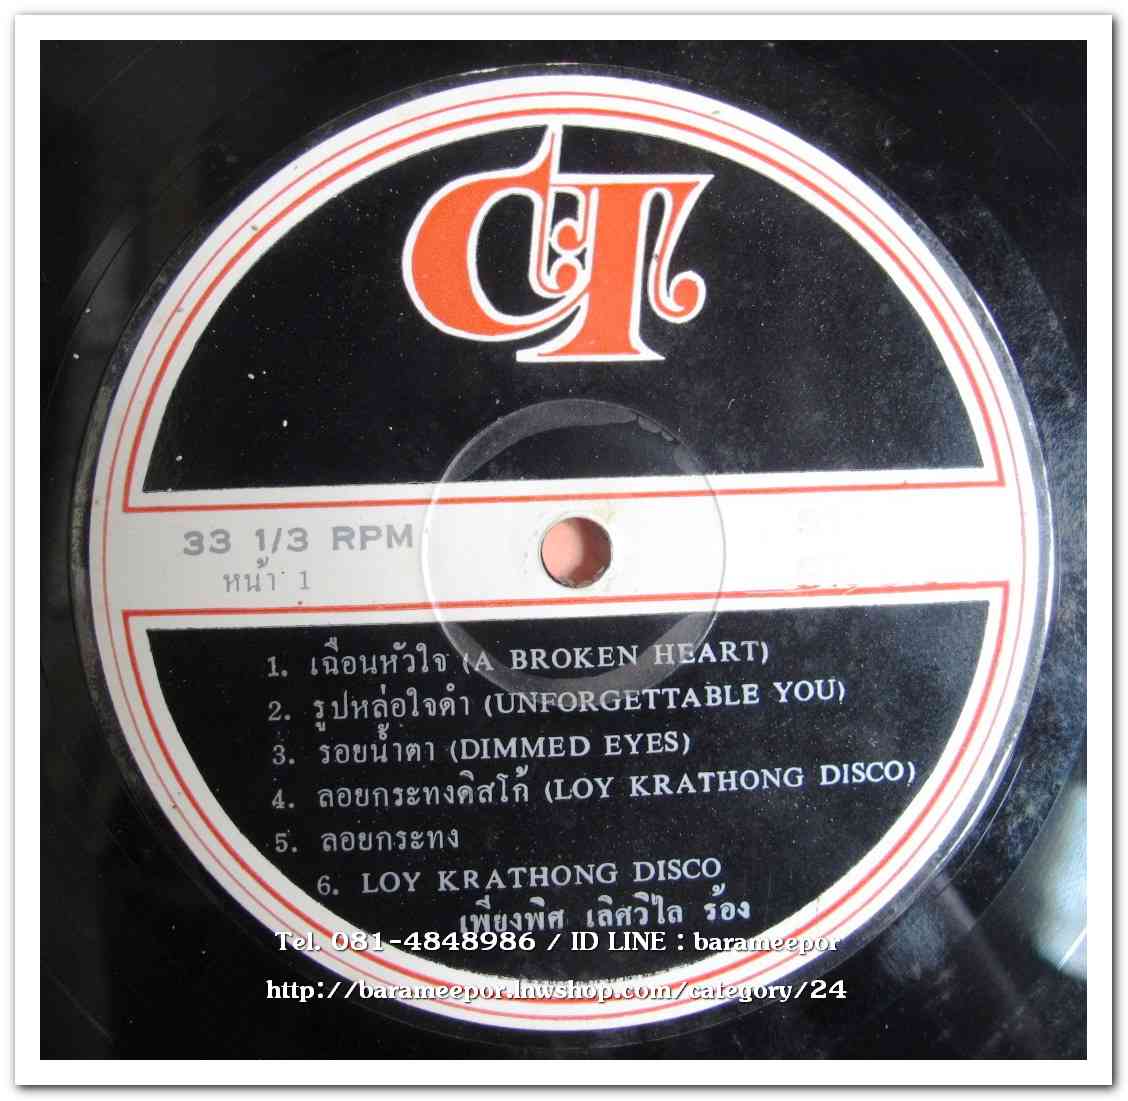 CT
33 1/3 RPM
หน้า 1
1. เฉือนหัวใจ (A BROKEN HEART)
2. รูปหล่อใจดำ (UNFORGETTABLE YOU)
3. รอยน้ำตา (DIMMED EYES)
4. ลอยกระทงดิสโก้ (LOY KRATHONG DISCO)
5. ลอยกระทง
6. LOY KRATHONG DISCO
เพียงพิศ เลิศวิไล ร้อง
Tel. 081-4848986 / ID LINE : barameepor
http://barameepor.lnwshop.com/category/24